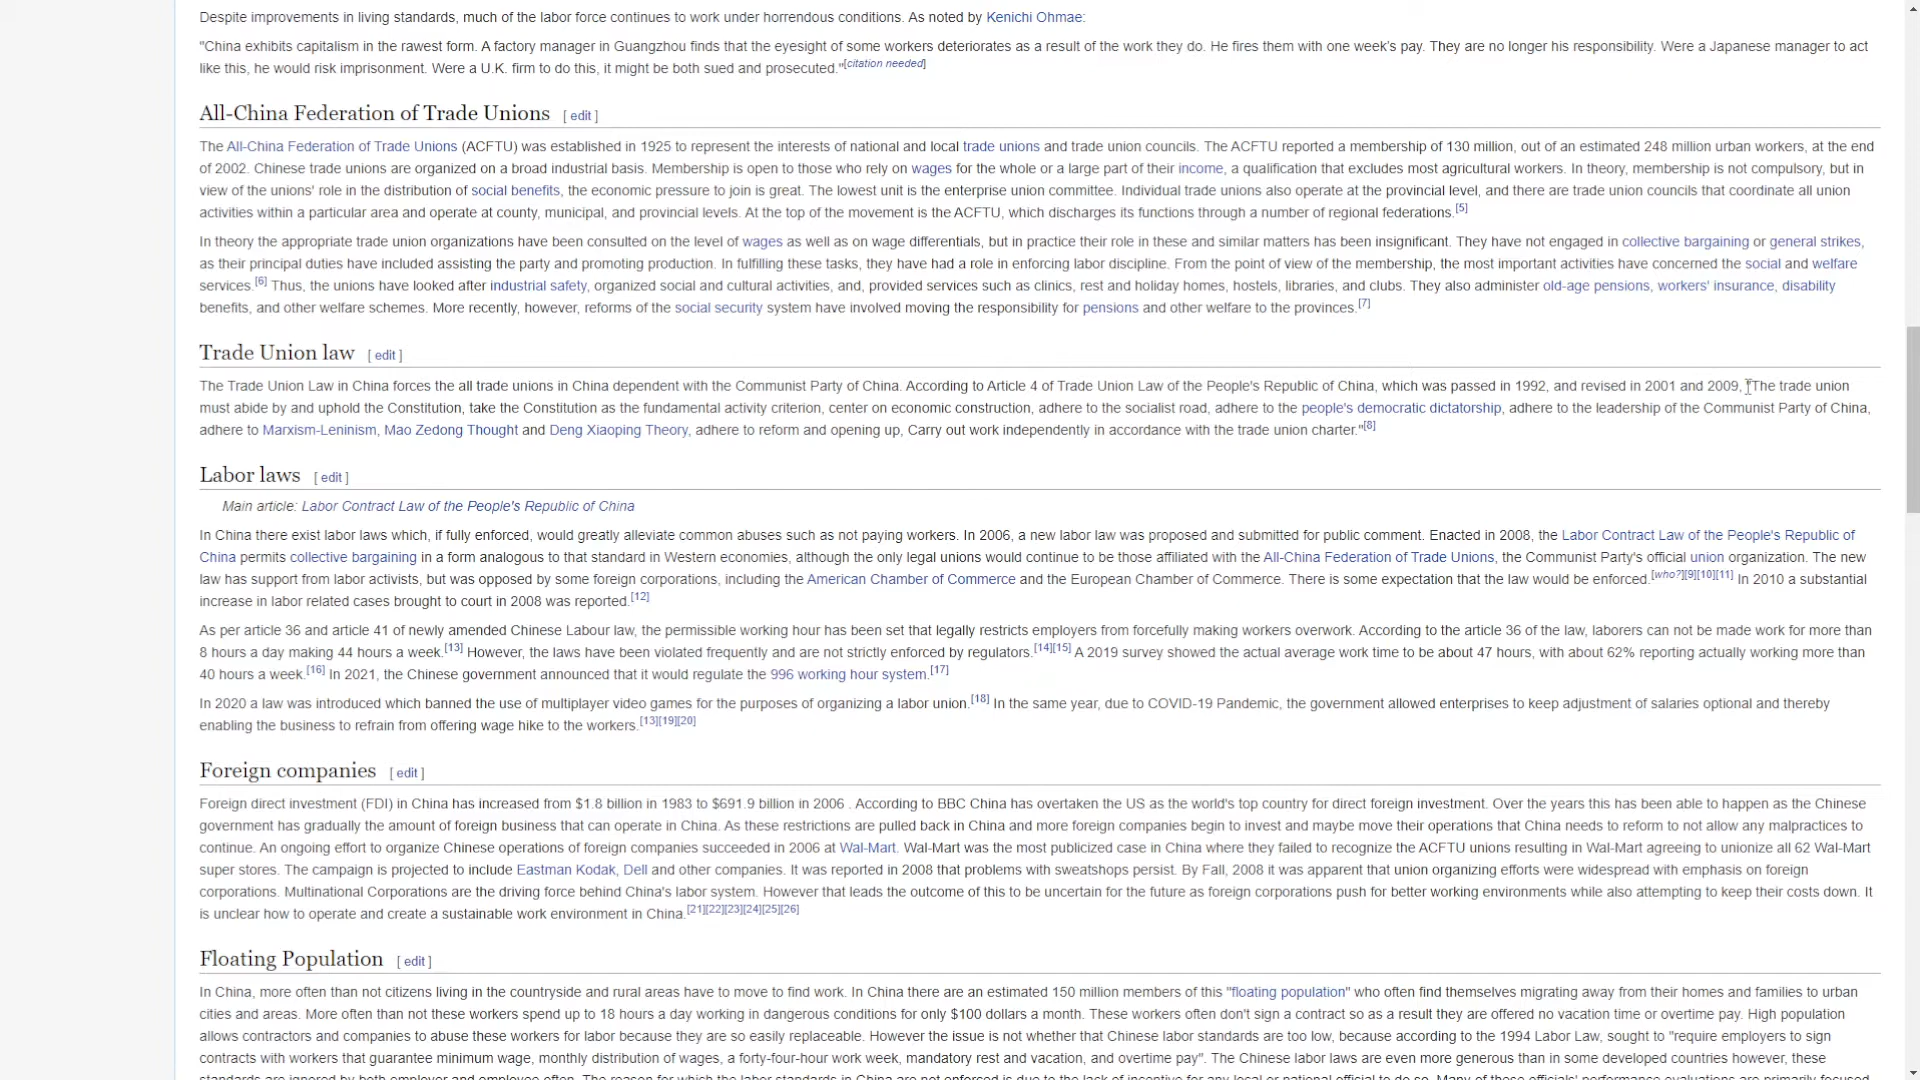 Despite improvements in living standards, much of the labor force continues to work under horrendous conditions. As noted by Kenichi Ohmae:
"China exhibits capitalism in the rawest form. A factory manager in Guangzhou finds that the eyesight of some workers deteriorates as a result of the work they do. He fires them with one week's pay. They are no longer his responsibility. Were a Japanese manager to act
like this, he would risk imprisonment. Were a U.K. firm to do this, it might be both sued and prosecuted."[citation needed]
All-China Federation of Trade Unions [ edit ]
The All-China Federation of Trade Unions (ACFTU) was established in 1925 to represent the interests of national and local trade unions and trade union councils. The ACFTU reported a membership of 130 million, out of an estimated 248 million urban workers, at the end
of 2002. Chinese trade unions are organized on a broad industrial basis. Membership is open to those who rely on wages for the whole or a large part of their income, a qualification that excludes most agricultural workers. In theory, membership is not compulsory, but in
view of the unions' role in the distribution of social benefits, the economic pressure to join is great. The lowest unit is the enterprise union committee. Individual trade unions also operate at the provincial level, and there are trade union councils that coordinate all union
activities within a particular area and operate at county, municipal, and provincial levels. At the top of the movement is the ACFTU, which discharges its functions through a number of regional federations.[5]
In theory the appropriate trade union organizations have been consulted on the level of wages as well as on wage differentials, but in practice their role in these and similar matters has been insignificant. They have not engaged in collective bargaining or general strikes,
as their principal duties have included assisting the party and promoting production. In fulfilling these tasks, they have had a role in enforcing labor discipline. From the point of view of the membership, the most important activities have concerned the social and welfare
services.[6] Thus, the unions have looked after industrial safety, organized social and cultural activities, and, provided services such as clinics, rest and holiday homes, hostels, libraries, and clubs. They also administer old-age pensions, workers' insurance, disability
benefits, and other welfare schemes. More recently, however, reforms of the social security system have involved moving the responsibility for pensions and other welfare to the provinces.[7]
Trade Union law [ edit ]
The Trade Union Law in China forces the all trade unions in China dependent with the Communist Party of China. According to Article 4 of Trade Union Law of the People's Republic of China, which was passed in 1992, and revised in 2001 and 2009, "The trade union
must abide by and uphold the Constitution, take the Constitution as the fundamental activity criterion, center on economic construction, adhere to the socialist road, adhere to the people's democratic dictatorship, adhere to the leadership of the Communist Party of China,
adhere to Marxism-Leninism, Mao Zedong Thought and Deng Xiaoping Theory, adhere to reform and opening up, Carry out work independently in accordance with the trade union charter."[8]
Labor laws [ edit ]
Main article: Labor Contract Law of the People's Republic of China
In China there exist labor laws which, if fully enforced, would greatly alleviate common abuses such as not paying workers. In 2006, a new labor law was proposed and submitted for public comment. Enacted in 2008, the Labor Contract Law of the People's Republic of
China permits collective bargaining in a form analogous to that standard in Western economies, although the only legal unions would continue to be those affiliated with the All-China Federation of Trade Unions, the Communist Party's official union organization. The new
law has support from labor activists, but was opposed by some foreign corporations, including the American Chamber of Commerce and the European Chamber of Commerce. There is some expectation that the law would be enforced.[who?][9][10][11] In 2010 a substantial
increase in labor related cases brought to court in 2008 was reported.[12]
As per article 36 and article 41 of newly amended Chinese Labour law, the permissible working hour has been set that legally restricts employers from forcefully making workers overwork. According to the article 36 of the law, laborers can not be made work for more than
8 hours a day making 44 hours a week.[13] However, the laws have been violated frequently and are not strictly enforced by regulators.[14][15] A 2019 survey showed the actual average work time to be about 47 hours, with about 62% reporting actually working more than
40 hours a week.[16] In 2021, the Chinese government announced that it would regulate the 996 working hour system.[17]
In 2020 a law was introduced which banned the use of multiplayer video games for the purposes of organizing a labor union.[18] In the same year, due to COVID-19 Pandemic, the government allowed enterprises to keep adjustment of salaries optional and thereby
enabling the business to refrain from offering wage hike to the workers.[13][19][20]
Foreign companies [ edit ]
Foreign direct investment (FDI) in China has increased from $1.8 billion in 1983 to $691.9 billion in 2006 . According to BBC China has overtaken the US as the world's top country for direct foreign investment. Over the years this has been able to happen as the Chinese
government has gradually the amount of foreign business that can operate in China. As these restrictions are pulled back in China and more foreign companies begin to invest and maybe move their operations that China needs to reform to not allow any malpractices to
continue. An ongoing effort to organize Chinese operations of foreign companies succeeded in 2006 at Wal-Mart. Wal-Mart was the most publicized case in China where they failed to recognize the ACFTU unions resulting in Wal-Mart agreeing to unionize all 62 Wal-Mart
super stores. The campaign is projected to include Eastman Kodak, Dell and other companies. It was reported in 2008 that problems with sweatshops persist. By Fall, 2008 it was apparent that union organizing efforts were widespread with emphasis on foreign
corporations. Multinational Corporations are the driving force behind China's labor system. However that leads the outcome of this to be uncertain for the future as foreign corporations push for better working environments while also attempting to keep their costs down. It
is unclear how to operate and create a sustainable work environment in China.[21][22][23][24][25][26]
Floating Population [ edit ]
In China, more often than not citizens living in the countryside and rural areas have to move to find work. In China there are an estimated 150 million members of this "floating population" who often find themselves migrating away from their homes and families to urban
cities and areas. More often than not these workers spend up to 18 hours a day working in dangerous conditions for only $100 dollars a month. These workers often don't sign a contract so as a result they are offered no vacation time or overtime pay. High population
allows contractors and companies to abuse these workers for labor because they are so easily replaceable. However the issue is not whether that Chinese labor standards are too low, because according to the 1994 Labor Law, sought to "require employers to sign
contracts with workers that guarantee minimum wage, monthly distribution of wages, a forty-four-hour work week, mandatory rest and vacation, and overtime pay". The Chinese labor laws are even more generous than in some developed countries however, these
standards are ignored by both employer and employee often. The reason for which the labor standards in China are not enforced is due to the lack of incentive for any local or national official to do so. Many of these officials' performance evaluations are primarily focused